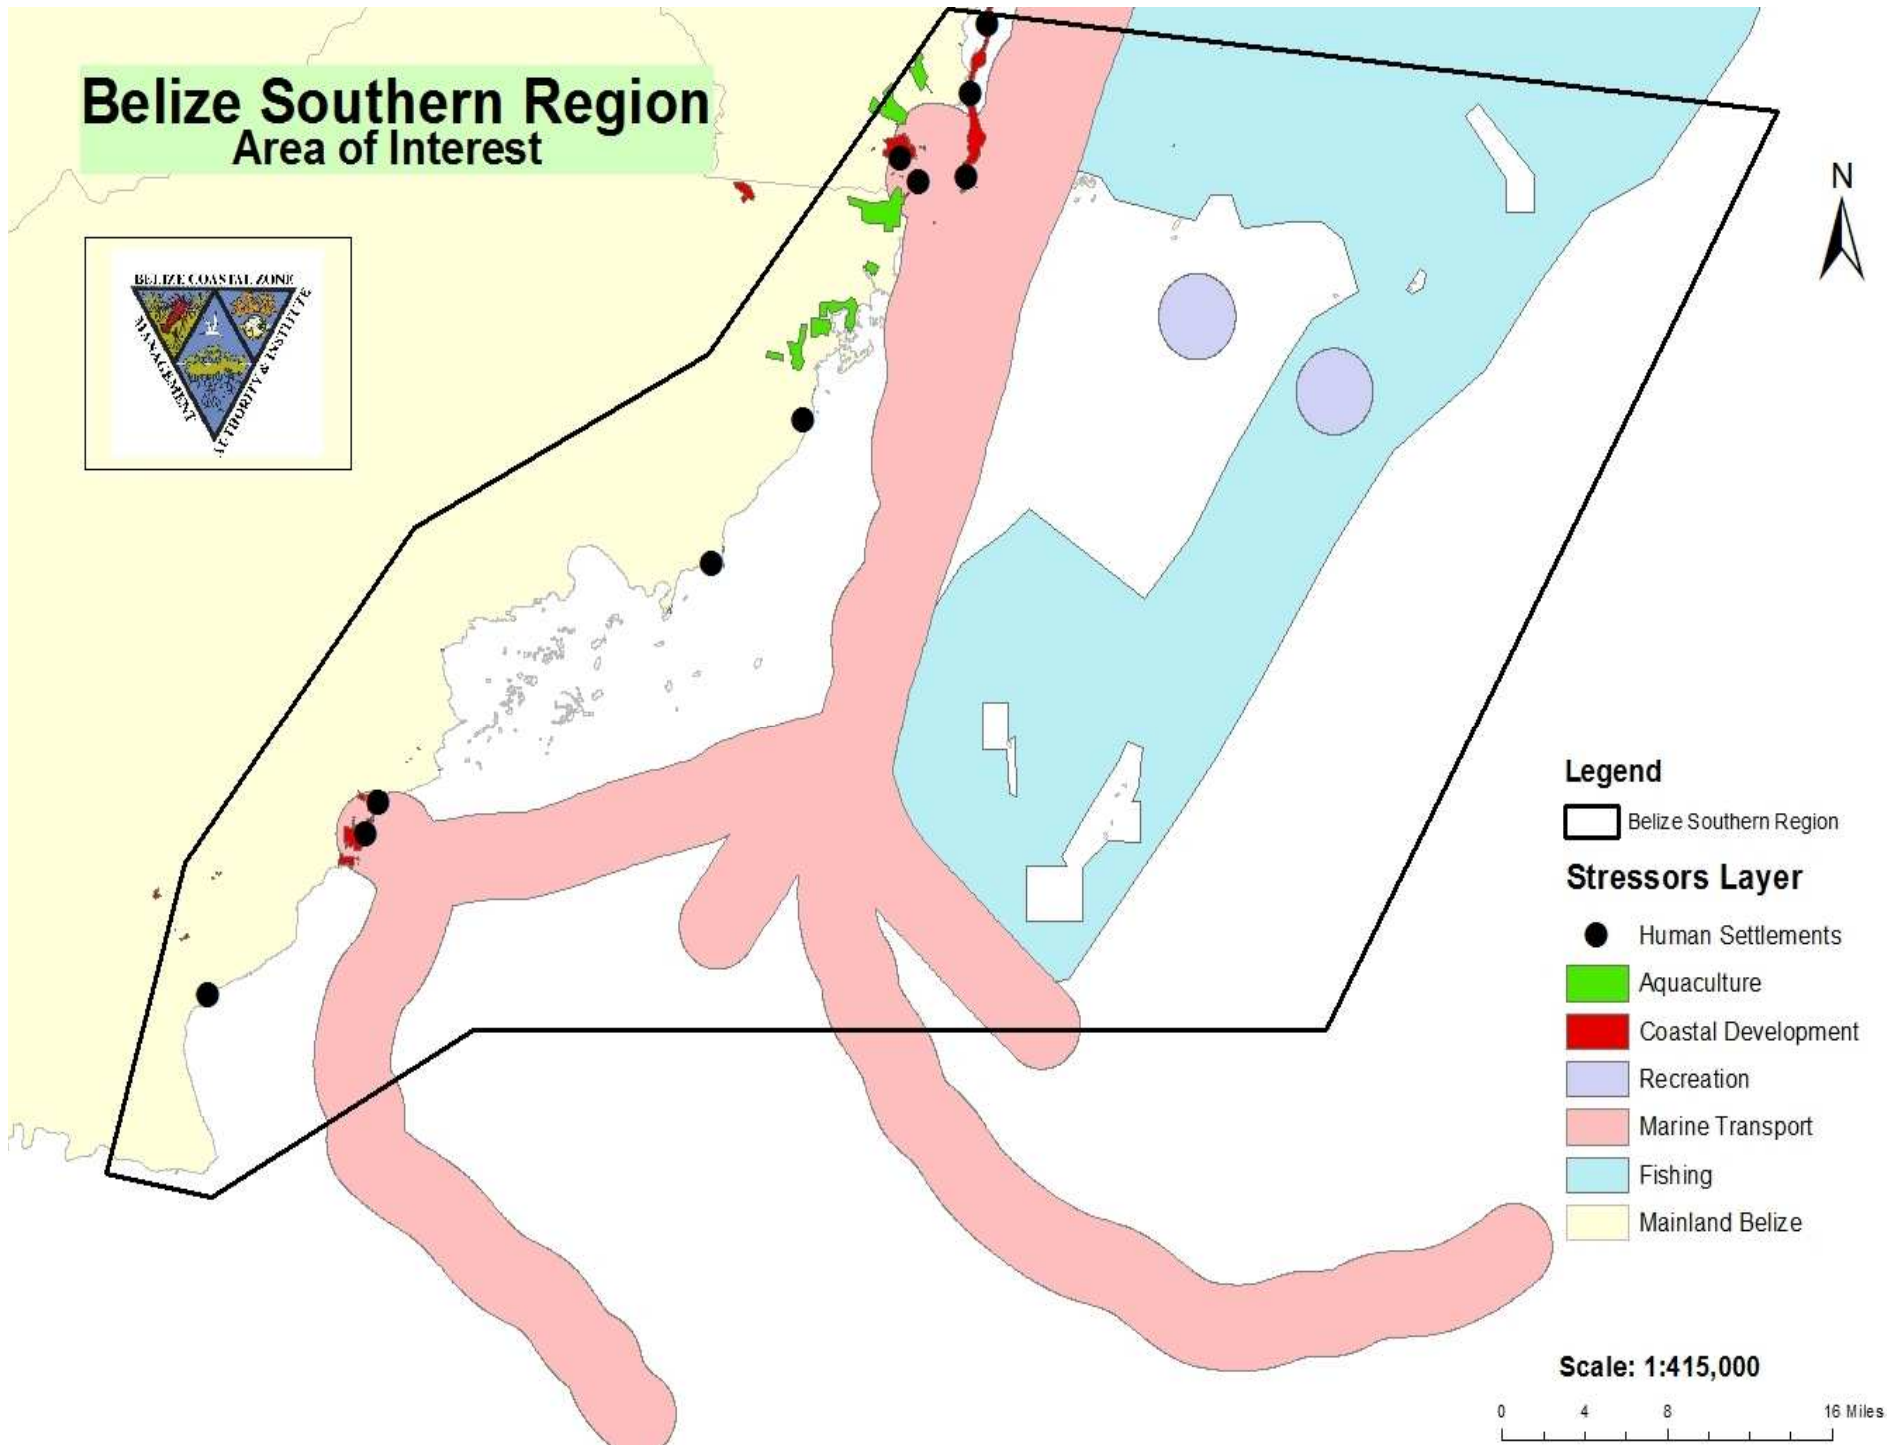 Belize Southern Region
Area of Interest
BELIZE COASTAL ZONE
MANAGEMENT
AUTHORITY & INSTITUTE
N
Legend
Belize Southern Region
Stressors Layer
Human Settlements
Aquaculture
Coastal Development
Recreation
Marine Transport
Fishing
Mainland Belize
Scale: 1:415,000
0 4 8 16 Miles